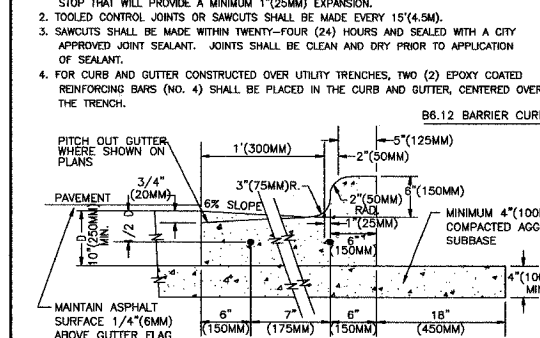 STOP THAT WILL PROVIDE A MINIMUM 1"(25MM) EXPANSION.
2. TOOLED CONTROL JOINTS OR SAWCUTS SHALL BE MADE EVERY 15'(4.5M).
3. SAWCUTS SHALL BE MADE WITHIN TWENTY-FOUR (24) HOURS AND SEALED WITH A CITY
APPROVED JOINT SEALANT. JOINTS SHALL BE CLEAN AND DRY PRIOR TO APPLICATION
OF SEALANT.
4. FOR CURB AND GUTTER CONSTRUCTED OVER UTILITY TRENCHES, TWO (2) EPOXY COATED
REINFORCING BARS (NO. 4) SHALL BE PLACED IN THE CURB AND GUTTER, CENTERED OVER
THE TRENCH.
B6.12 BARRIER CUR
PITCH OUT GUTTER
WHERE SHOWN ON
PLANS
1'(300MM)
5"(125MM)
2"(50MM)
3/4"
(20MM)
3"(75MM)R.
2"(50MM)
RAD.
6"(150MM)
PAVEMENT
6% SLOPE
1"(25MM)
D
10"(250MM)
MIN.
D
/2
6"
(150MM)
MINIMUM 4"(100
COMPACTED AGG
SUBBASE
4"(100
MIN
MAINTAIN ASPHALT
SURFACE 1/4"(6MM)
ABOVE GUTTER FLAG
6"
(150MM)
7"
(175MM)
6"
(150MM)
18"
(450MM)